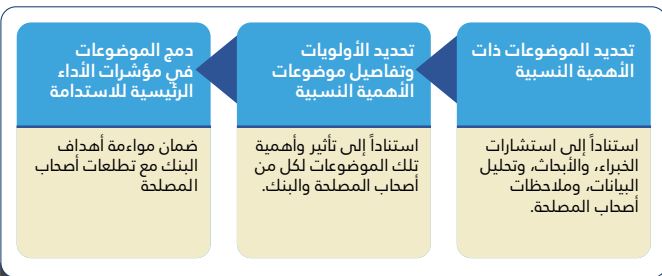 تحديد الموضوعات ذات
الأهمية النسبية
استناداً إلى استشارات
الخبراء، والأبحاث، وتحليل
البيانات، وملاحظات
أصحاب المصلحة.
تحديد الأولويات
وتفاصيل موضوعات
الأهمية النسبية
استناداً إلى تأثير وأهمية
تلك الموضوعات لكل من
أصحاب المصلحة والبنك.
دمج الموضوعات
في مؤشرات الأداء
الرئيسية للاستدامة
ضمان مواءمة أهداف
البنك مع تطلعات أصحاب
المصلحة